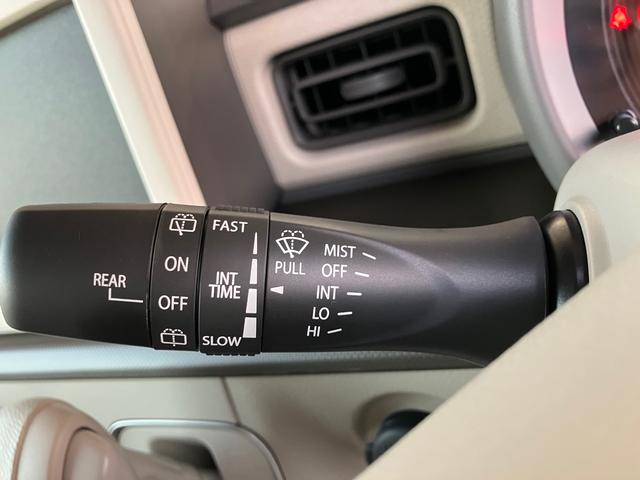 REAR
ON
OFF
FAST
INT
TIME
SLOW
PULL
MIST
OFF
INT
LO
HI